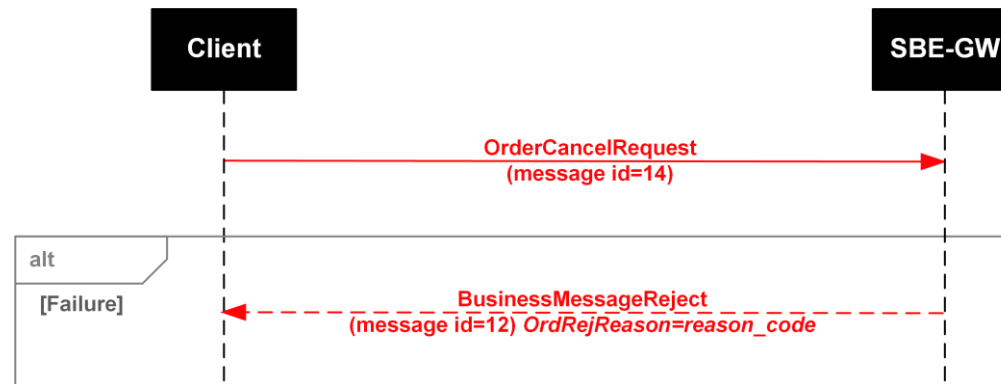 Client
SBE-GW
OrderCancelRequest
(message id=14)
alt
[Failure]
BusinessMessageReject
(message id=12) OrdRejReason=reason_code